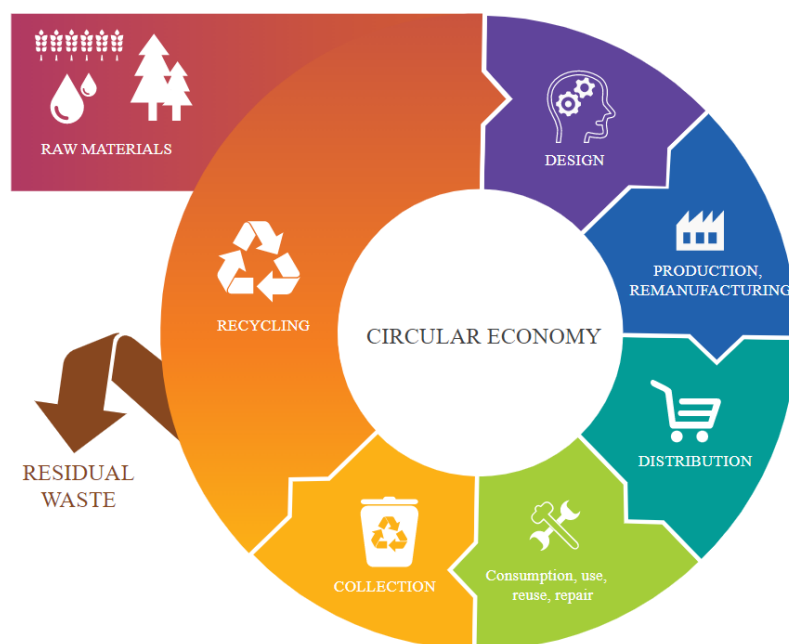 RAW MATERIALS
DESIGN
PRODUCTION,
REMANUFACTURING
RECYCLING
CIRCULAR ECONOMY
DISTRIBUTION
RESIDUAL
WASTE
Consumption, use,
reuse, repair
COLLECTION